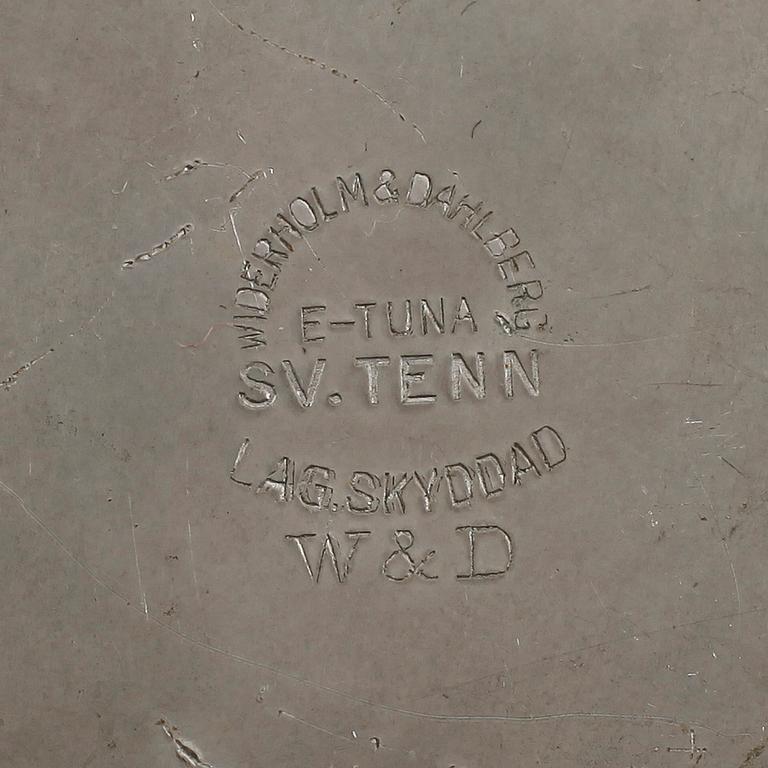 WIDERHOLM & DAHLBERG
E-TUNA
SV. TENN
LAG. SKYDDAD
W & D